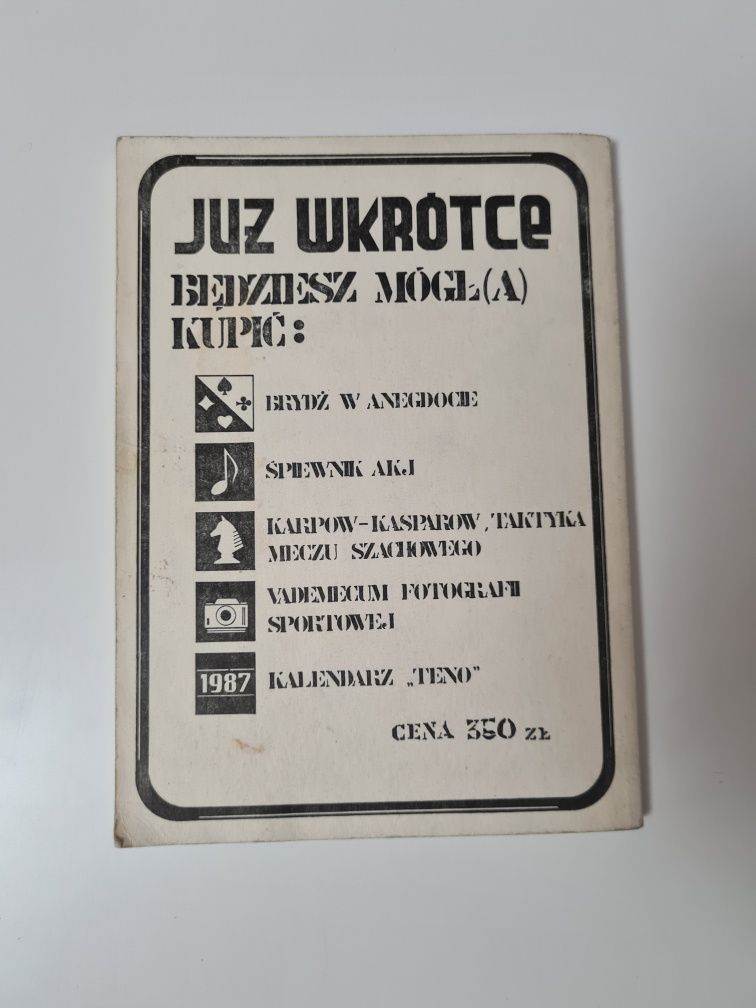 JUŻ WKRÓTCE
BĘDZIESZ MÓGŁ(A)
KUPIĆ:
BRYDŻ W ANEGDOCIE
ŚPIEWNIK AKJ
KARPOW-KASPAROW, TAKTYKA
MECZU SZACHOWEGO
VADEMECUM FOTOGRAFII
SPORTOWEJ
1987 KALENDARZ „TENO"
CENA 350 ZŁ